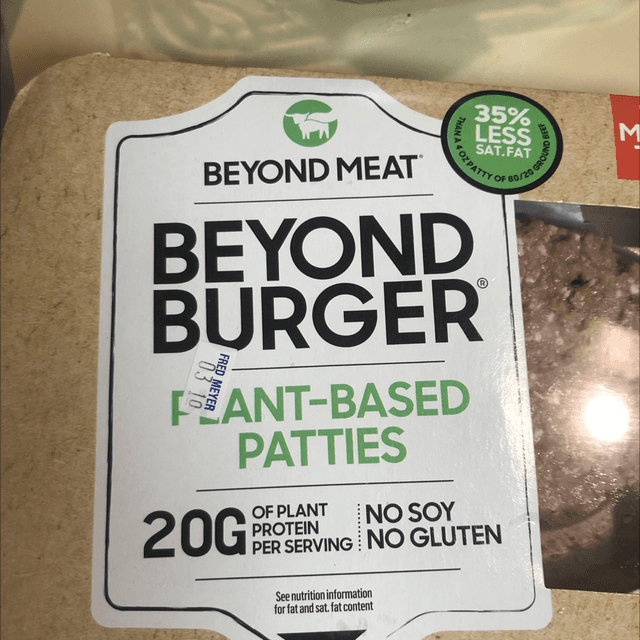 BEYOND MEAT®
35%
LESS
SAT.FAT
THAN A 4 OZ PATTY OF 80/20 GROUND BEEF
BEYOND
BURGER®
FRED MEYER
03 19
PLANT-BASED
PATTIES
20G OF PLANT
PROTEIN
PER SERVING
NO SOY
NO GLUTEN
See nutrition information
for fat and sat. fat content